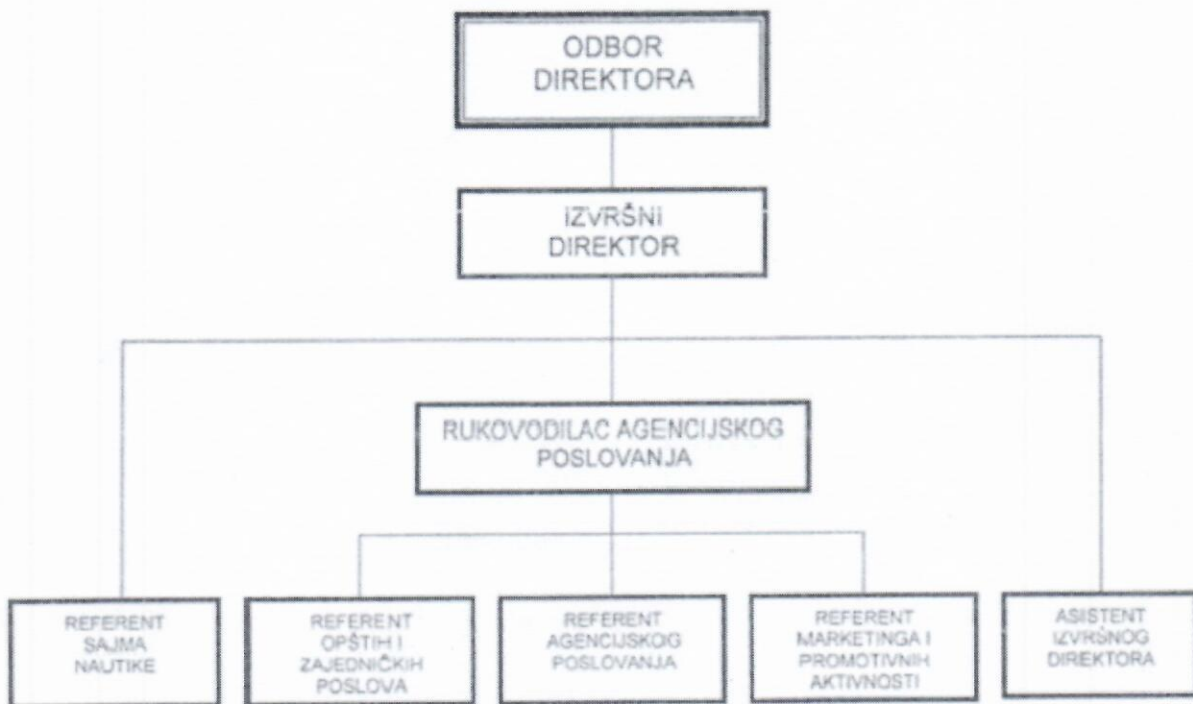 ODBOR
DIREKTORA
IZVRŠNI
DIREKTOR
RUKOVODILAC AGENCIJSKOG
POSLOVANJA
REFERENT
SAJMA
NAUTIKE
REFERENT
OPŠTIH I
ZAJEDNIČKIH
POSLOVA
REFERENT
AGENCIJSKOG
POSLOVANJA
REFERENT
MARKETINGA I
PROMOTIVNIH
AKTIVNOSTI
ASISTENT
IZVRŠNOG
DIREKTORA